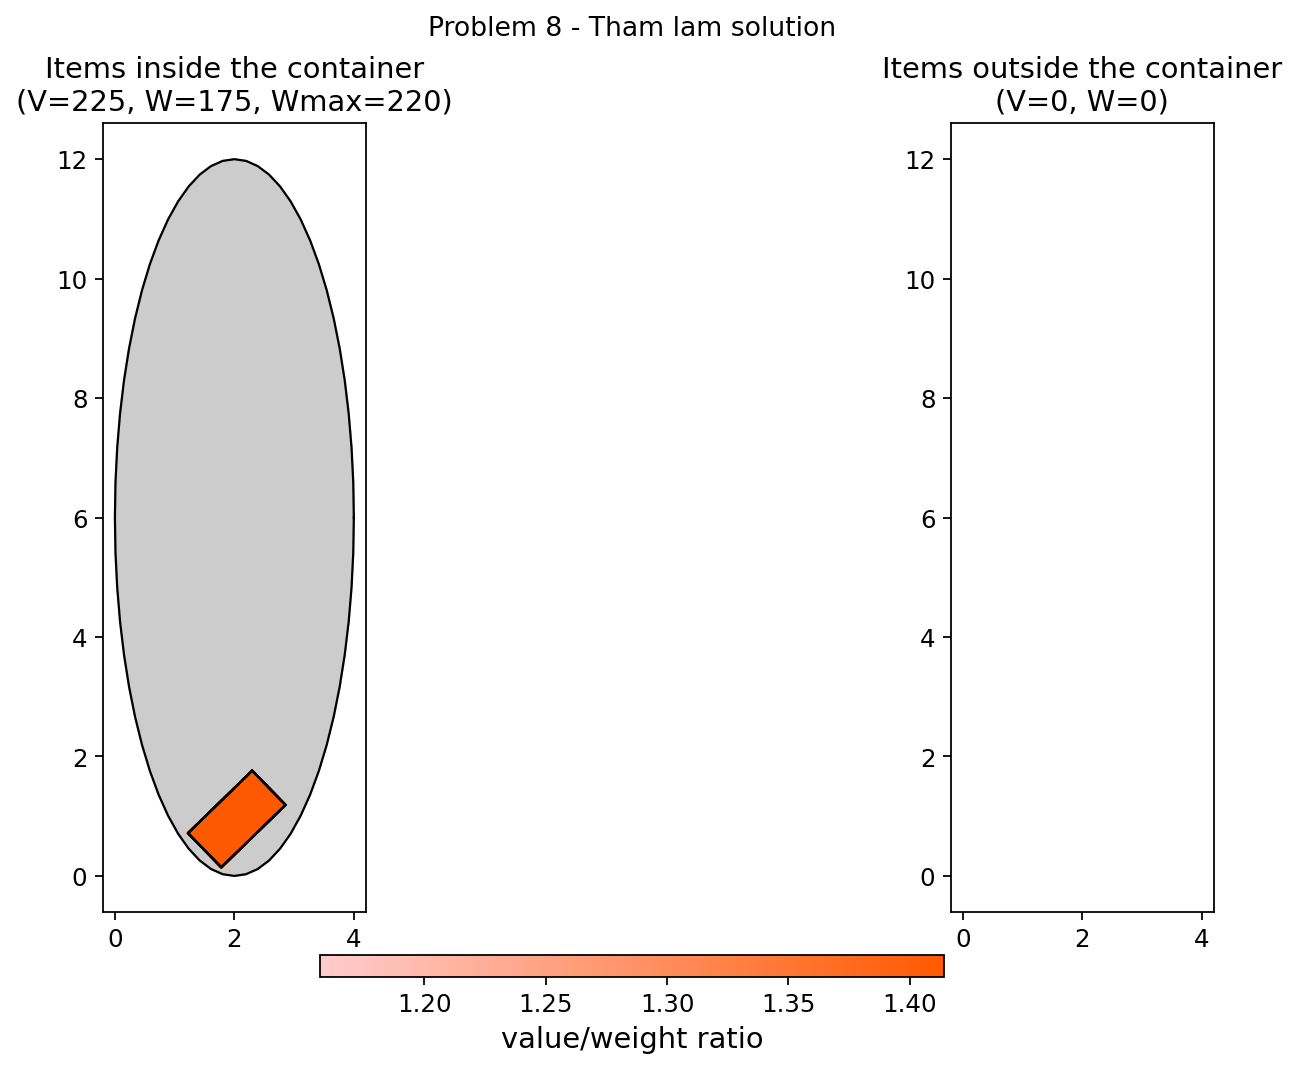 Problem 8 - Tham lam solution
Items inside the container
(V=225, W=175, Wmax=220)
Items outside the container
(V=0, W=0)
12
10
8
6
4
2
0
0 2 4
12
10
8
6
4
2
0
0 2 4
1.20 1.25 1.30 1.35 1.40
value/weight ratio